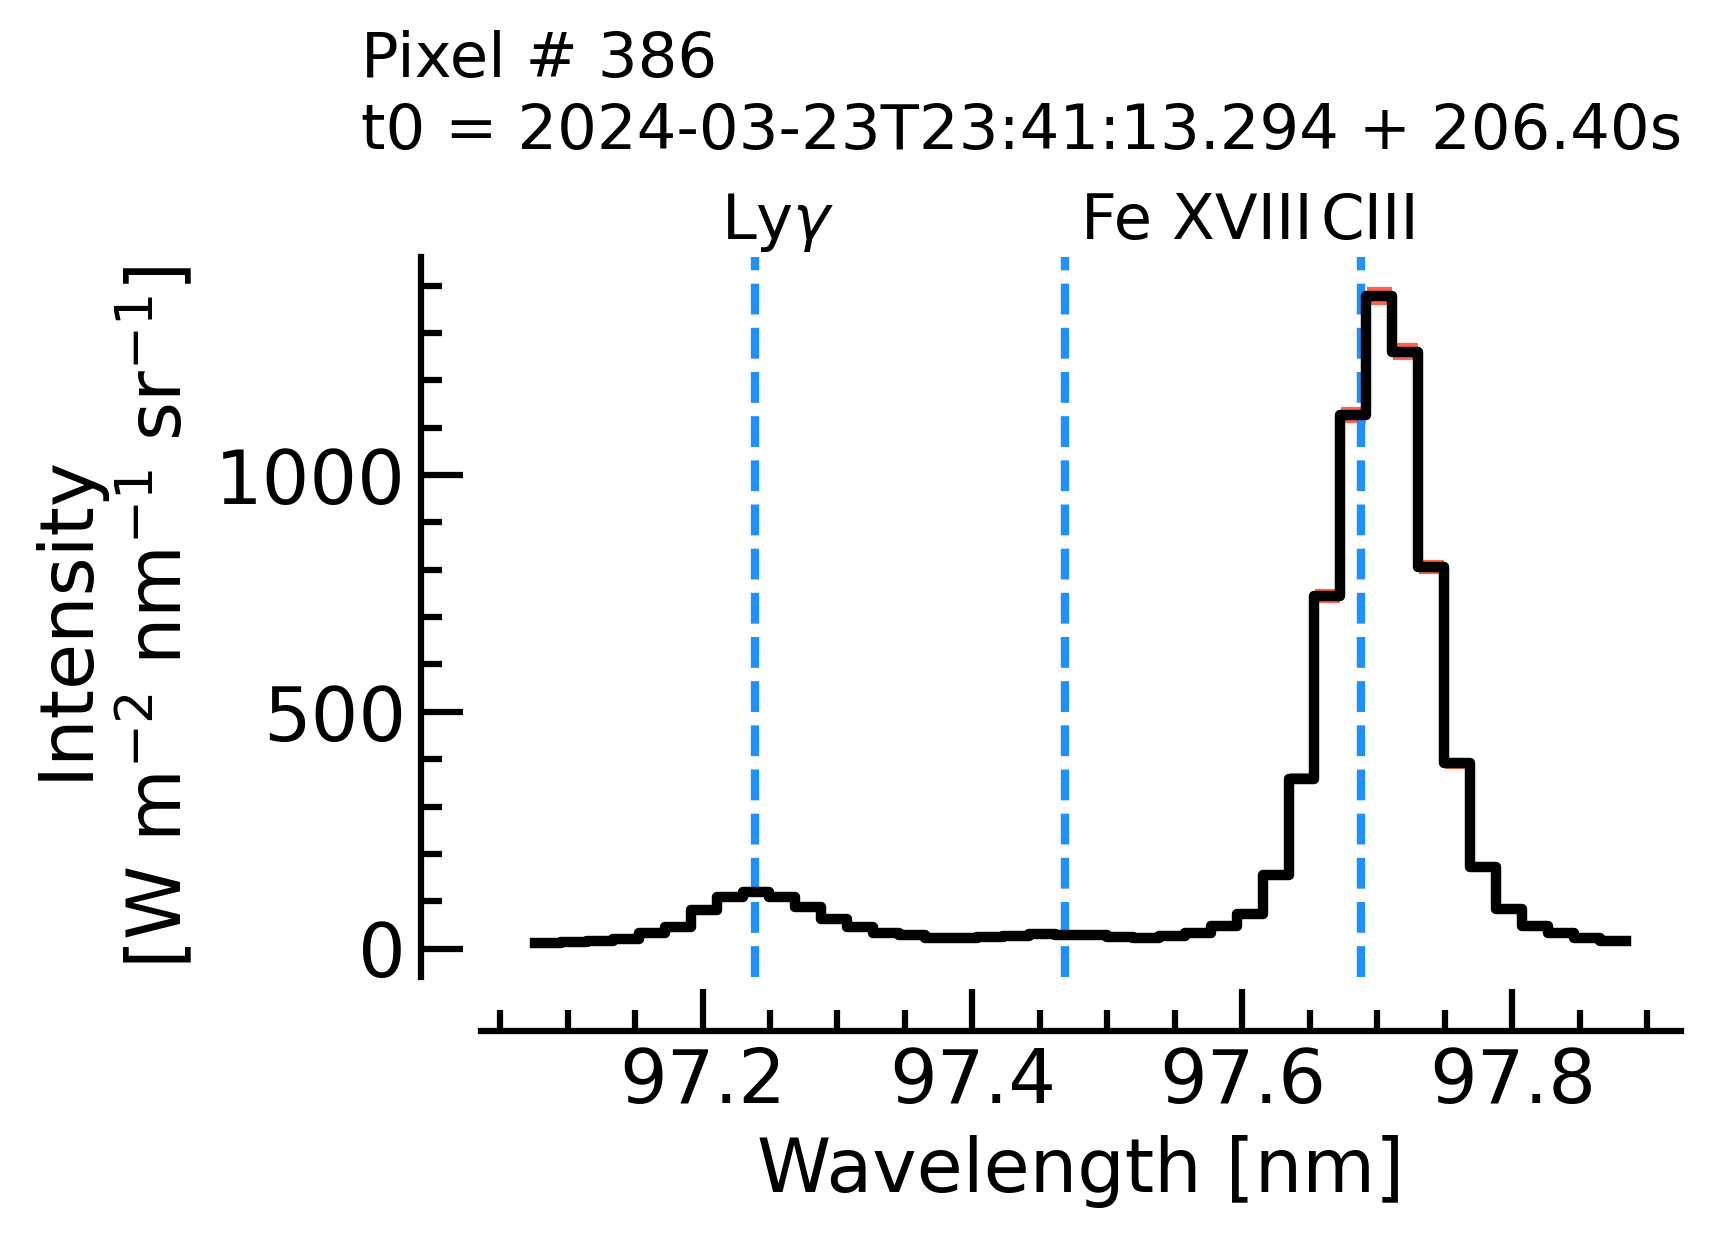 Pixel # 386
t0 = 2024-03-23T23:41:13.294 + 206.40s
Lyγ Fe XVIII CIII
Intensity
[W m⁻² nm⁻¹ sr⁻¹]
1000
500
0
97.2 97.4 97.6 97.8
Wavelength [nm]